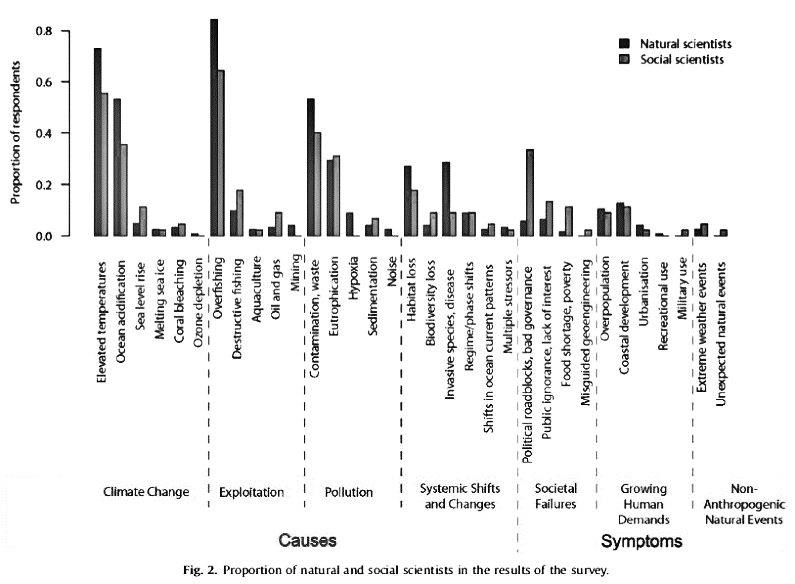 0.8
0.6
0.4
0.2
0.0
Proportion of respondents
Natural scientists
Social scientists
Elevated temperatures
Ocean acidification
Sea level rise
Melting sea ice
Coral bleaching
Ozone depletion
Overfishing
Destructive fishing
Aquaculture
Oil and gas
Mining
Contamination, waste
Eutrophication
Hypoxia
Sedimentation
Noise
Habitat loss
Biodiversity loss
Invasive species, disease
Regime/phase shifts
Shifts in ocean current patterns
Multiple stressors
Political roadblocks, bad governance
Public ignorance, lack of interest
Food shortage, poverty
Misguided geoengineering
Overpopulation
Coastal development
Urbanisation
Recreational use
Military use
Extreme weather events
Unexpected natural events
Climate Change
Exploitation
Pollution
Systemic Shifts
and Changes
Societal
Failures
Growing
Human
Demands
Non-
Anthropogenic
Natural Events
Causes
Symptoms
Fig. 2. Proportion of natural and social scientists in the results of the survey.